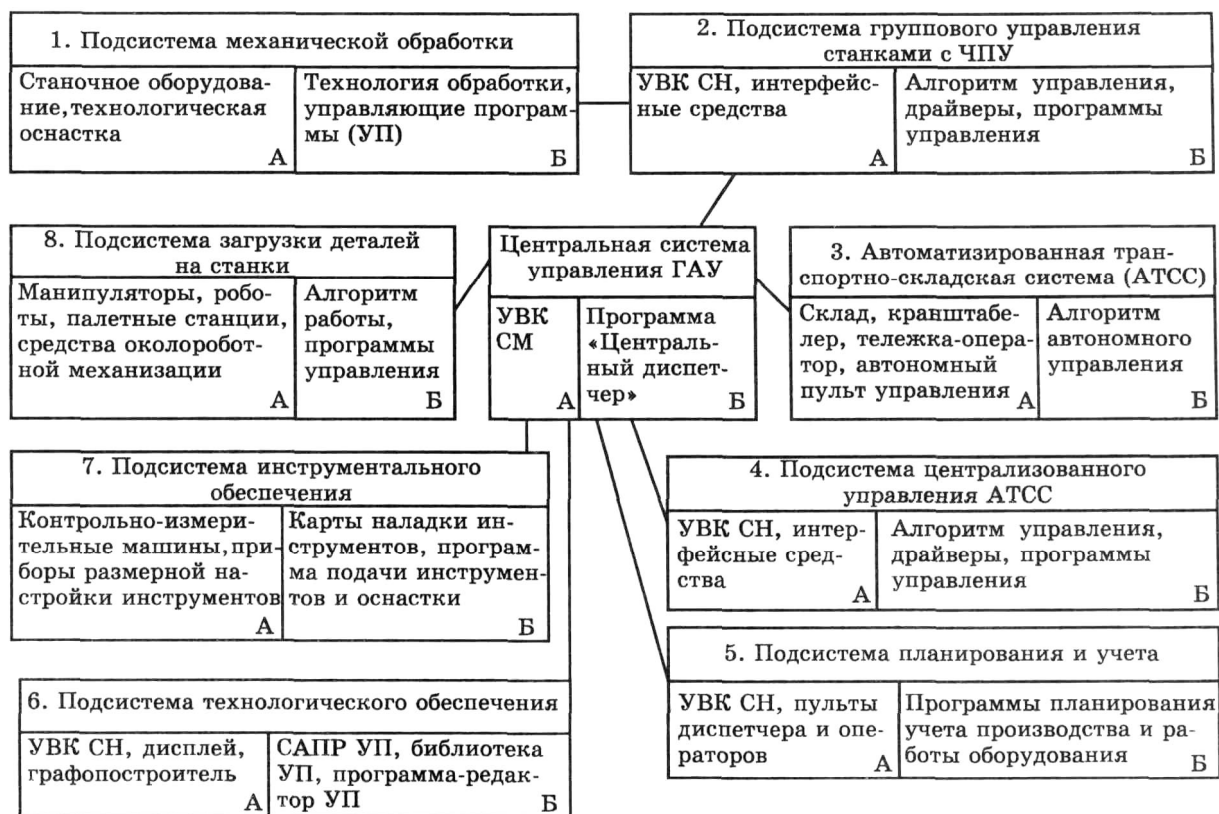 1. Подсистема механической обработки
Станочное оборудова-
ние, технологическая
оснастка
А
Технология обработки,
управляющие програм-
мы (УП)
Б
2. Подсистема группового управления
станками с ЧПУ
УВК СН, интерфейс-
ные средства
А
Алгоритм управления,
драйверы, программы
управления
Б
8. Подсистема загрузки деталей
на станки
Манипуляторы, робо-
ты, палетные станции,
средства околоробот-
ной механизации
А
Алгоритм
работы,
программы
управления
Б
Центральная система
управления ГАУ
УВК
СМ
А
Программа
«Централь-
ный диспет-
чер»
Б
3. Автоматизированная тран-
спортно-складская система (АТСС)
Склад, кранштабе-
лер, тележка-опера-
тор, автономный
пульт управления
А
Алгоритм
автономного
управления
Б
7. Подсистема инструментального
обеспечения
Контрольно-измери-
тельные машины, при-
боры размерной на-
стройки инструментов
А
Карты наладки ин-
струментов, програм-
ма подачи инструмен-
тов и оснастки
Б
4. Подсистема централизованного
управления АТСС
УВК СН, интер-
фейсные сред-
ства
А
Алгоритм управления,
драйверы, программы
управления
Б
6. Подсистема технологического обеспечения
УВК СН, дисплей,
графопостроитель
А
САПР УП, библиотека
УП, программа-редак-
тор УП
Б
5. Подсистема планирования и учета
УВК СН, пульты
диспетчера и опе-
раторов
А
Программы планирования
учета производства и ра-
боты оборудования
Б